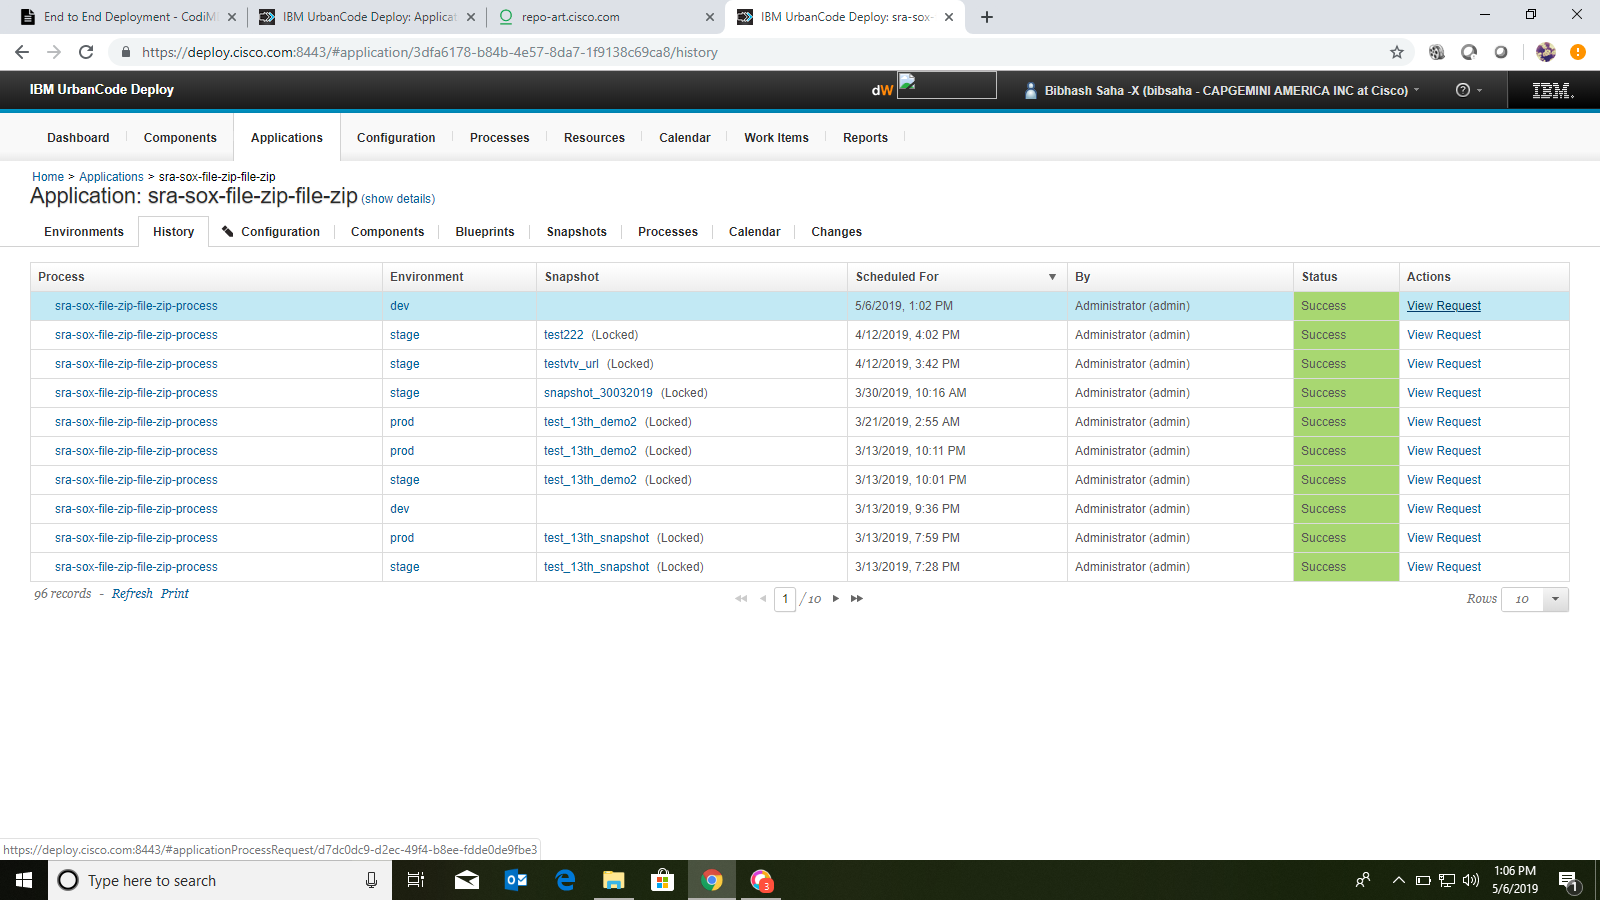 End to End Deployment - CodiM
IBM UrbanCode Deploy: Applicat
repo-art.cisco.com
IBM UrbanCode Deploy: sra-sox-
https://deploy.cisco.com:8443/#application/3dfa6178-b84b-4e57-8da7-1f9138c69ca8/history
IBM UrbanCode Deploy
dW
Bibhash Saha -X (bibsaha - CAPGEMINI AMERICA INC at Cisco)
IBM.
Dashboard Components Applications Configuration Processes Resources Calendar Work Items Reports
Home > Applications > sra-sox-file-zip-file-zip
Application: sra-sox-file-zip-file-zip (show details)
Environments History Configuration Components Blueprints Snapshots Processes Calendar Changes
Process Environment Snapshot Scheduled For By Status Actions
sra-sox-file-zip-file-zip-process dev 5/6/2019, 1:02 PM Administrator (admin) Success View Request
sra-sox-file-zip-file-zip-process stage test222 (Locked) 4/12/2019, 4:02 PM Administrator (admin) Success View Request
sra-sox-file-zip-file-zip-process stage testvtv_url (Locked) 4/12/2019, 3:42 PM Administrator (admin) Success View Request
sra-sox-file-zip-file-zip-process stage snapshot_30032019 (Locked) 3/30/2019, 10:16 AM Administrator (admin) Success View Request
sra-sox-file-zip-file-zip-process prod test_13th_demo2 (Locked) 3/21/2019, 2:55 AM Administrator (admin) Success View Request
sra-sox-file-zip-file-zip-process prod test_13th_demo2 (Locked) 3/13/2019, 10:11 PM Administrator (admin) Success View Request
sra-sox-file-zip-file-zip-process stage test_13th_demo2 (Locked) 3/13/2019, 10:01 PM Administrator (admin) Success View Request
sra-sox-file-zip-file-zip-process dev 3/13/2019, 9:36 PM Administrator (admin) Success View Request
sra-sox-file-zip-file-zip-process prod test_13th_snapshot (Locked) 3/13/2019, 7:59 PM Administrator (admin) Success View Request
sra-sox-file-zip-file-zip-process stage test_13th_snapshot (Locked) 3/13/2019, 7:28 PM Administrator (admin) Success View Request
96 records - Refresh Print 1 / 10 Rows 10
https://deploy.cisco.com:8443/#applicationProcessRequest/d7dc0dc9-d2ec-49f4-b8ee-fdde0de9fbe3
Type here to search
3
1:06 PM
5/6/2019
1